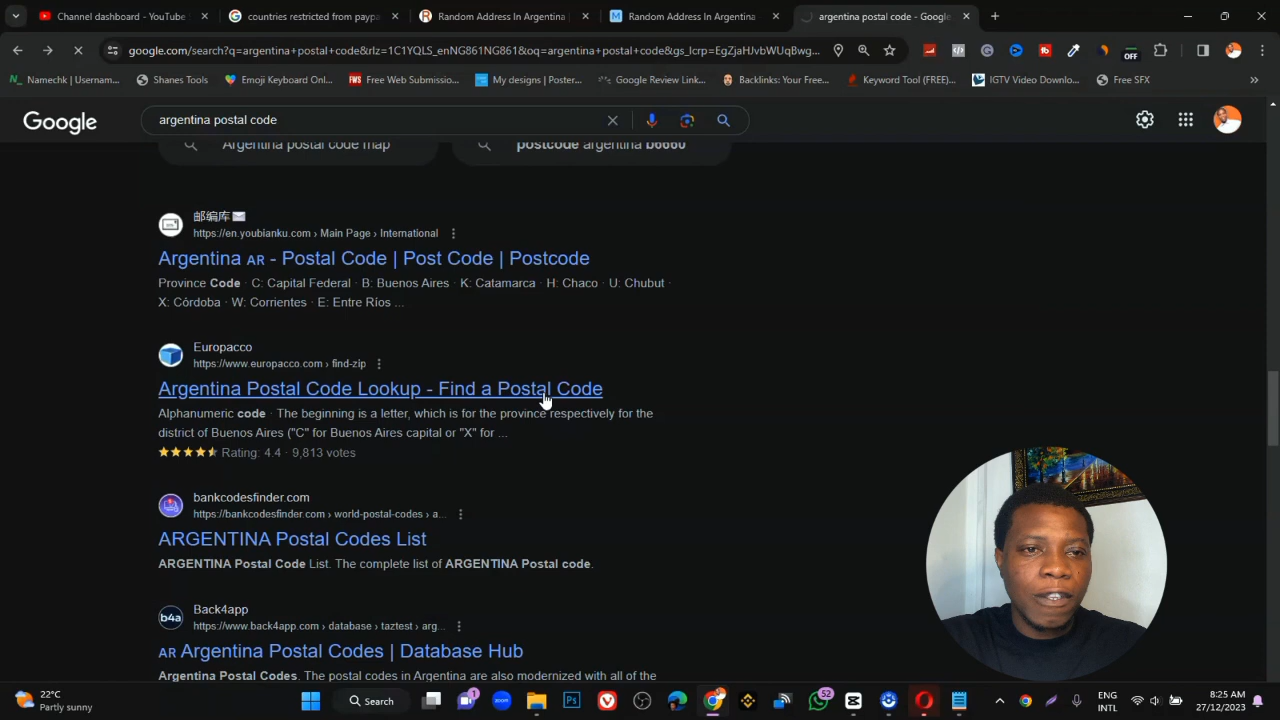 Channel dashboard - YouTube
countries restricted from paypa
Random Address In Argentina |
Random Address In Argentina
argentina postal code - Google
google.com/search?q=argentina+postal+code&rlz=1C1YQLS_enNG861NG861&oq=argentina+postal+code&gs_lcrp=EgZjaHJvbWUqBwg...
OFF
Namechk | Usernam...
Shanes Tools
Emoji Keyboard Onl...
FWS
Free Web Submissio...
My designs | Poster...
Google Review Link...
Backlinks: Your Free...
Keyword Tool (FREE)...
IGTV Video Downlo...
Free SFX
Google
argentina postal code
Argentina postal code map
postcode argentina b6660
邮编库✉️
https://en.youbianku.com › Main Page › International
Argentina AR - Postal Code | Post Code | Postcode
Province Code · C: Capital Federal · B: Buenos Aires · K: Catamarca · H: Chaco · U: Chubut ·
X: Córdoba · W: Corrientes · E: Entre Ríos ...
Europacco
https://www.europacco.com › find-zip
Argentina Postal Code Lookup - Find a Postal Code
Alphanumeric code · The beginning is a letter, which is for the province respectively for the
district of Buenos Aires ("C" for Buenos Aires capital or "X" for ...
Rating: 4.4 · 9,813 votes
bankcodesfinder.com
https://bankcodesfinder.com › world-postal-codes › a...
ARGENTINA Postal Codes List
ARGENTINA Postal Code List. The complete list of ARGENTINA Postal code.
b4a
Back4app
https://www.back4app.com › database › taztest › arg...
AR Argentina Postal Codes | Database Hub
Argentina Postal Codes. The postal codes in Argentina are also modernized with all of the
22°C
Partly sunny
Search
1
zoom
Ps
52
ENG
INTL
8:25 AM
27/12/2023